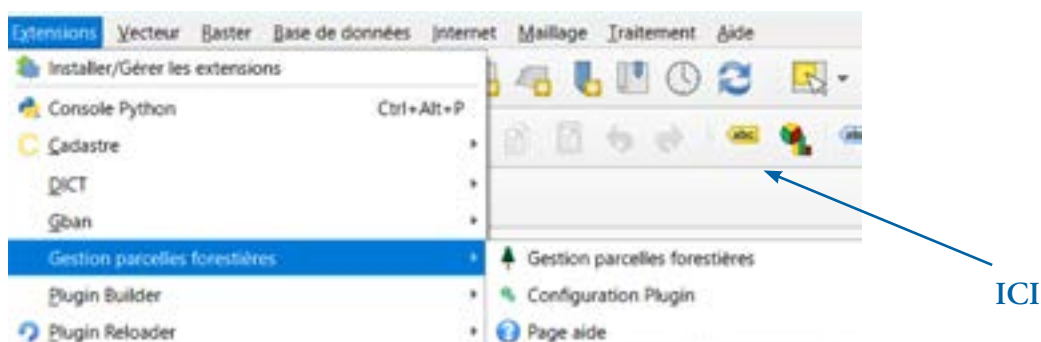 Extensions Vecteur Raster Base de données Internet Maillage Traitement Aide
Installer/Gérer les extensions
Console Python Ctrl+Alt+P
Cadastre
DICT
Gban
Gestion parcelles forestières
Plugin Builder
Plugin Reloader
Gestion parcelles forestières
Configuration Plugin
Page aide
abc
ICI